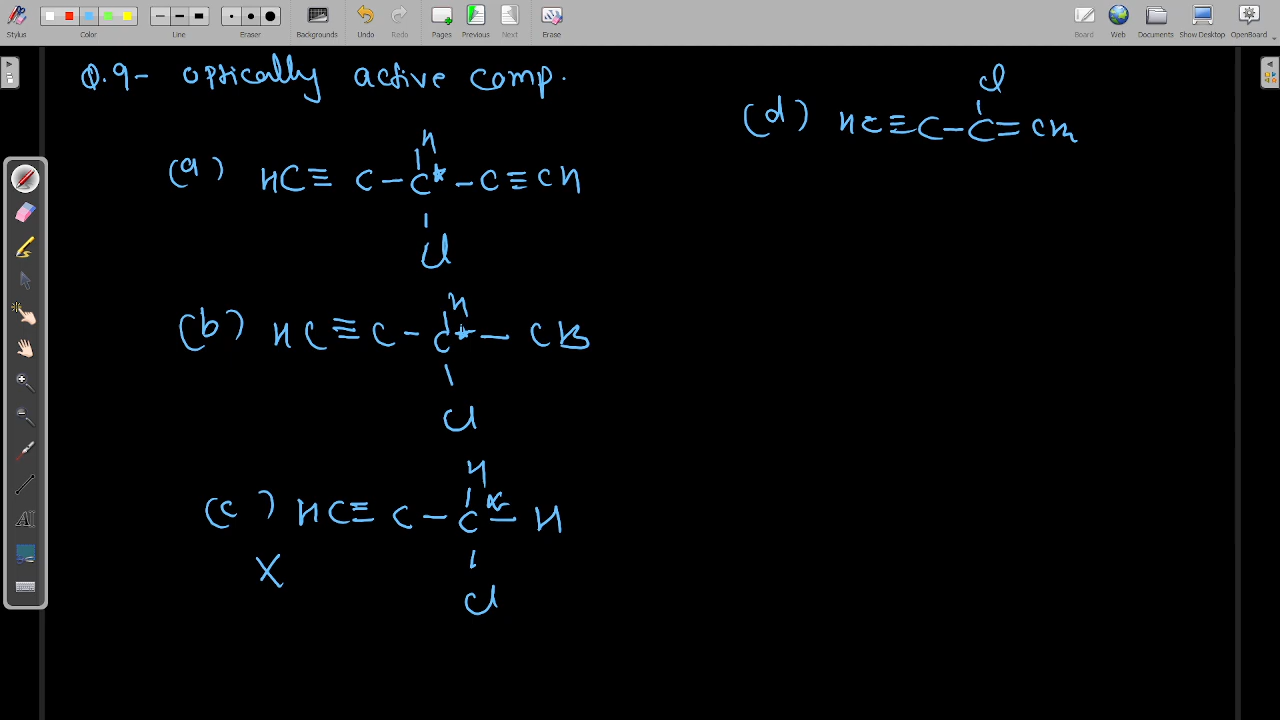 Stylus Color Line Eraser Backgrounds Undo Redo Pages Previous Next Erase Board Web Documents Show Desktop OpenBoard
Q.9- optically active comp.
H
(a) HC≡C-C*-C≡CH
Cl
H
(b) HC≡C-C*-CH3
Cl
H
(c) HC≡C-C*-H
X
Cl
Cl
(d) HC≡C-C=CH2